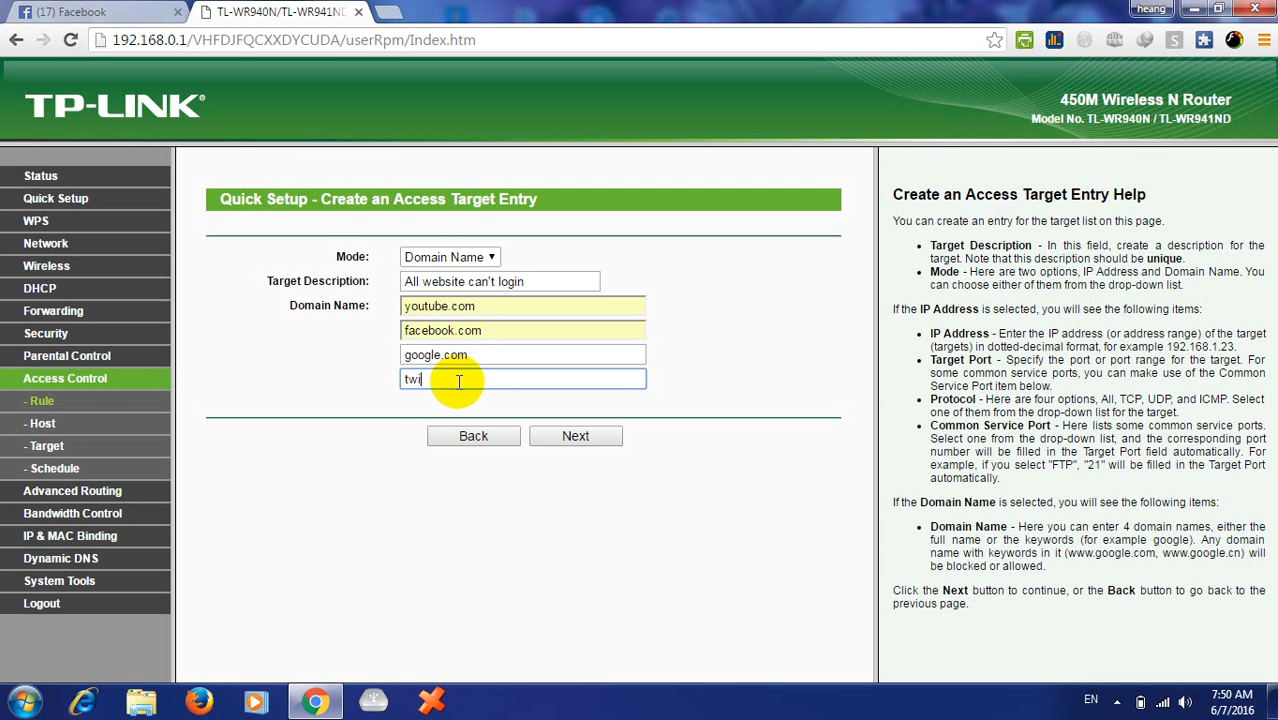 (17) Facebook
TL-WR940N/TL-WR941ND
heang
192.168.0.1/VHFDJFQCXXDYCUDA/userRpm/Index.htm
TP-LINK®
450M Wireless N Router
Model No. TL-WR940N / TL-WR941ND
Status
Quick Setup
WPS
Network
Wireless
DHCP
Forwarding
Security
Parental Control
Access Control
- Rule
- Host
- Target
- Schedule
Advanced Routing
Bandwidth Control
IP & MAC Binding
Dynamic DNS
System Tools
Logout
Quick Setup - Create an Access Target Entry
Mode: Domain Name
Target Description: All website can't login
Domain Name: youtube.com
facebook.com
google.com
twi
Back Next
Create an Access Target Entry Help
You can create an entry for the target list on this page.
• Target Description - In this field, create a description for the
target. Note that this description should be unique.
• Mode - Here are two options, IP Address and Domain Name. You
can choose either of them from the drop-down list.
If the IP Address is selected, you will see the following items:
• IP Address - Enter the IP address (or address range) of the target
(targets) in dotted-decimal format, for example 192.168.1.23.
• Target Port - Specify the port or port range for the target. For
some common service ports, you can make use of the Common
Service Port item below.
• Protocol - Here are four options, All, TCP, UDP, and ICMP. Select
one of them from the drop-down list for the target.
• Common Service Port - Here lists some common service ports.
Select one from the drop-down list, and the corresponding port
number will be filled in the Target Port field automatically. For
example, if you select "FTP", "21" will be filled in the Target Port
automatically.
If the Domain Name is selected, you will see the following items:
• Domain Name - Here you can enter 4 domain names, either the
full name or the keywords (for example google). Any domain
name with keywords in it (www.google.com, www.google.cn) will
be blocked or allowed.
Click the Next button to continue, or the Back button to go back to the
previous page.
EN
7:50 AM
6/7/2016